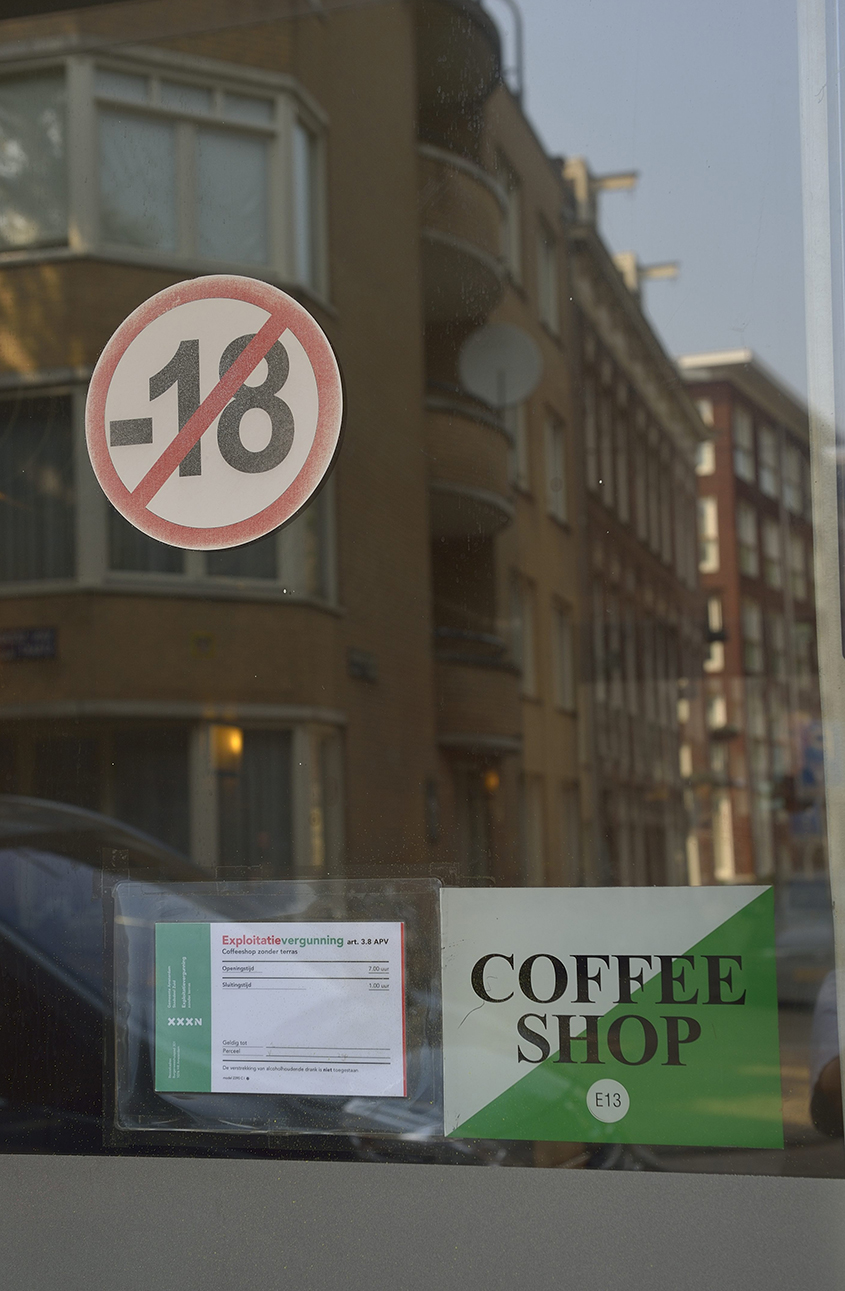 -18
Exploitatievergunning art. 3.8 APV
Coffeeshop zonder terras
Openingstijd 7.00 uur
Sluitingstijd 1.00 uur
Geldig tot
Perceel
De verstrekking van alcoholhoudende drank is niet toegestaan
Exploitatievergunning
XXX
COFFEE
SHOP
E13